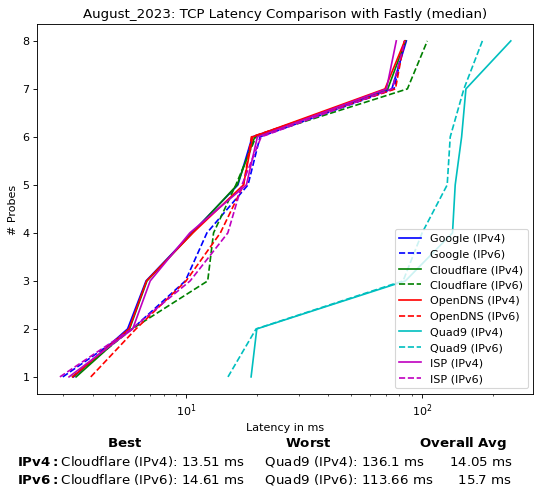 August_2023: TCP Latency Comparison with Fastly (median)
8
7
6
5
4
3
2
1
# Probes
Google (IPv4)
Google (IPv6)
Cloudflare (IPv4)
Cloudflare (IPv6)
OpenDNS (IPv4)
OpenDNS (IPv6)
Quad9 (IPv4)
Quad9 (IPv6)
ISP (IPv4)
ISP (IPv6)
10¹ 10²
Latency in ms
Best Worst Overall Avg
IPv4: Cloudflare (IPv4): 13.51 ms Quad9 (IPv4): 136.1 ms 14.05 ms
IPv6: Cloudflare (IPv6): 14.61 ms Quad9 (IPv6): 113.66 ms 15.7 ms